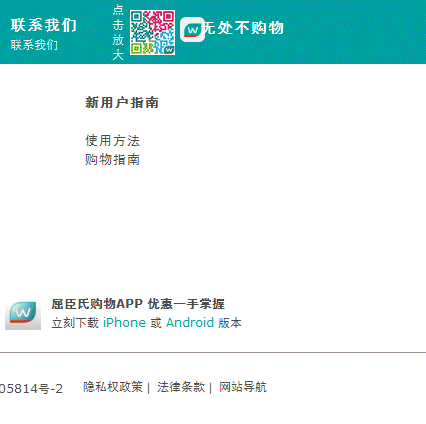 联系我们
联系我们
点击放大
无处不购物
新用户指南
使用方法
购物指南
屈臣氏购物APP 优惠一手掌握
立刻下载 iPhone 或 Android 版本
05814号-2 隐私权政策 | 法律条款 | 网站导航